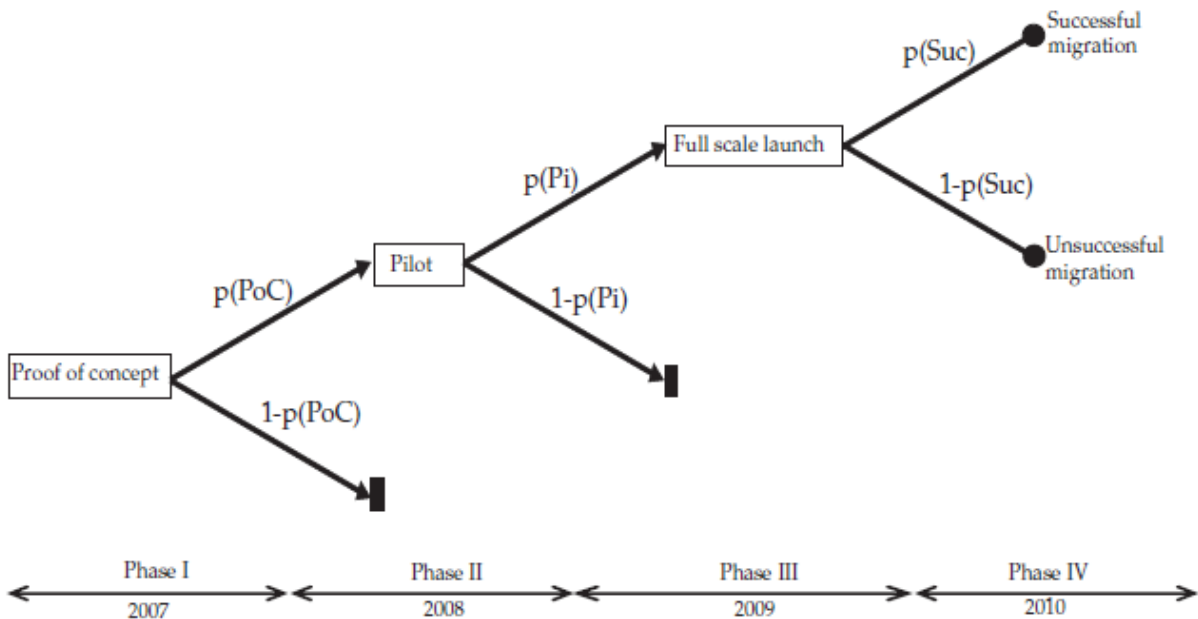 Successful
migration
p(Suc)
Full scale launch
p(Pi)
1-p(Suc)
Unsuccessful
migration
Pilot
p(PoC)
1-p(Pi)
Proof of concept
1-p(PoC)
Phase I
Phase II
Phase III
Phase IV
2007
2008
2009
2010